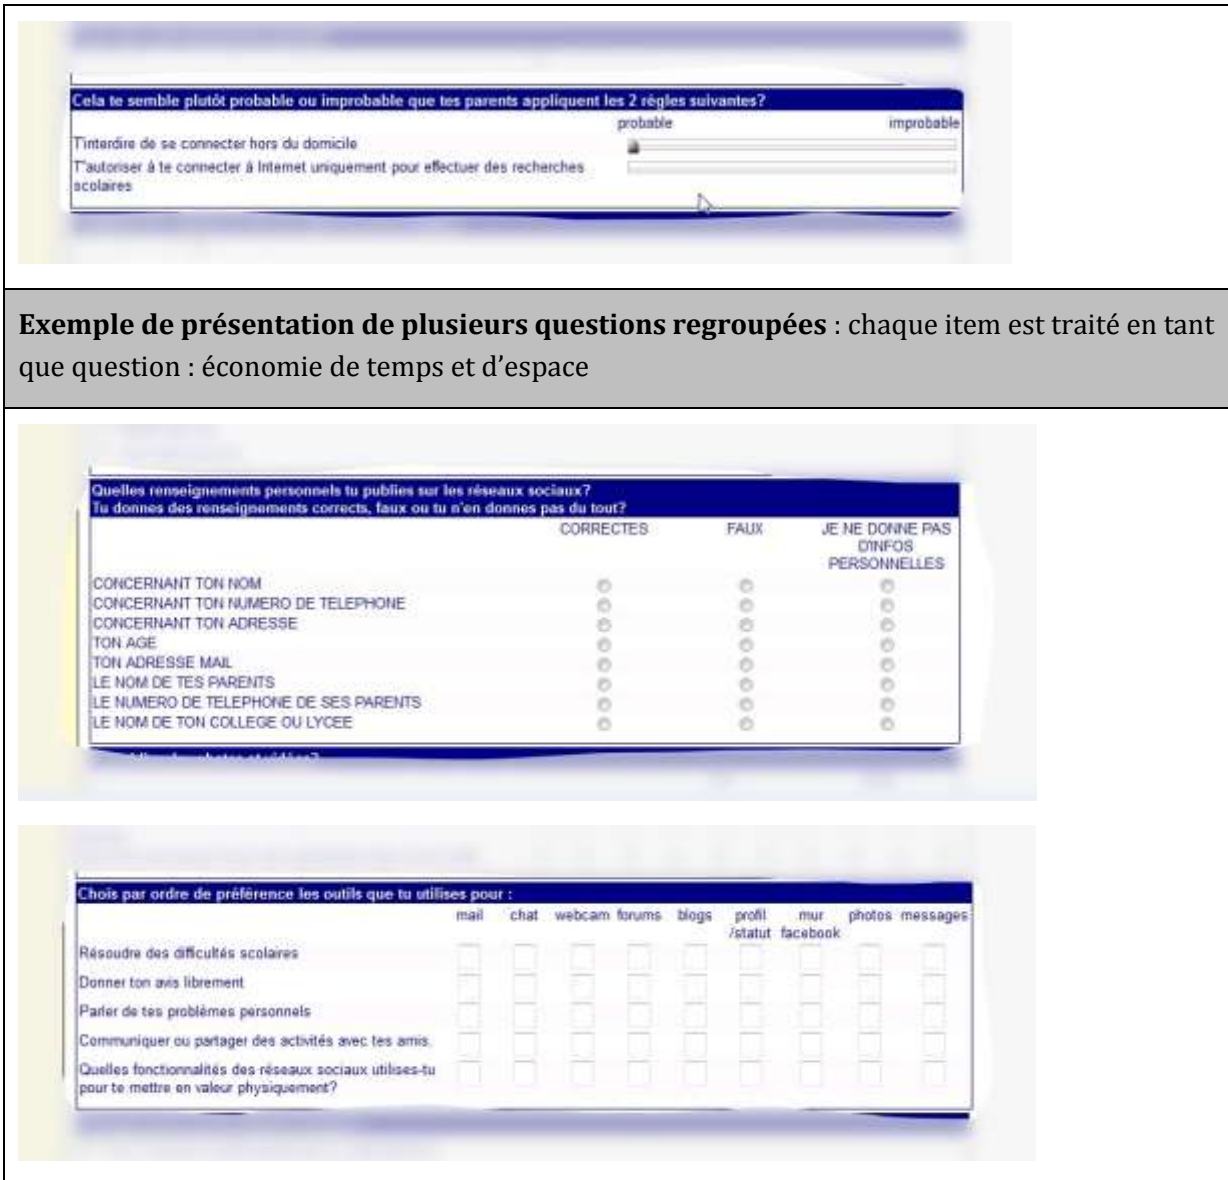 Cela te semble plutôt probable ou improbable que tes parents appliquent les 2 règles suivantes?
probable improbable
T'interdire de se connecter hors du domicile
T'autoriser à te connecter à Internet uniquement pour effectuer des recherches
scolaires
Exemple de présentation de plusieurs questions regroupées : chaque item est traité en tant
que question : économie de temps et d'espace
Quelles renseignements personnels tu publies sur les réseaux sociaux?
Tu donnes des renseignements corrects, faux ou tu n'en donnes pas du tout?
CORRECTES FAUX JE NE DONNE PAS
D'INFOS
PERSONNELLES
CONCERNANT TON NOM
CONCERNANT TON NUMERO DE TELEPHONE
CONCERNANT TON ADRESSE
TON AGE
TON ADRESSE MAIL
LE NOM DE TES PARENTS
LE NUMERO DE TELEPHONE DE SES PARENTS
LE NOM DE TON COLLEGE OU LYCEE
Chois par ordre de préférence les outils que tu utilises pour :
mail chat webcam forums blogs profil mur photos messages
/statut facebook
Résoudre des difficultés scolaires
Donner ton avis librement
Parler de tes problèmes personnels
Communiquer ou partager des activités avec tes amis.
Quelles fonctionnalités des réseaux sociaux utilises-tu
pour te mettre en valeur physiquement?